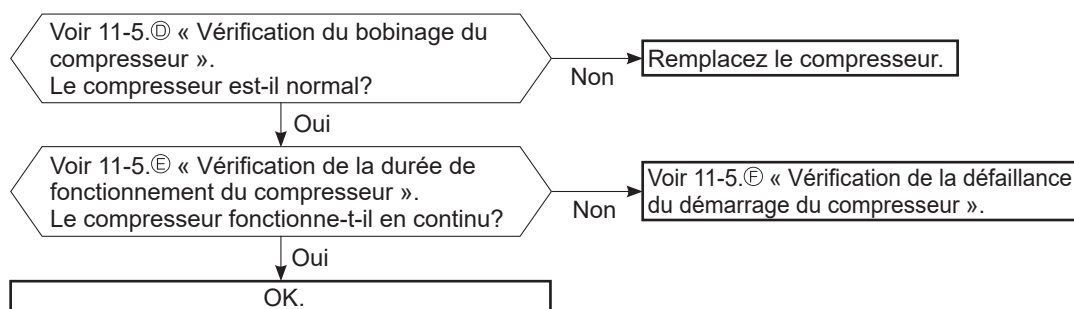 Voir 11-5.Ⓓ « Vérification du bobinage du
compresseur ».
Le compresseur est-il normal?
Non
Remplacez le compresseur.
Oui
Voir 11-5.Ⓔ « Vérification de la durée de
fonctionnement du compresseur ».
Le compresseur fonctionne-t-il en continu?
Non
Voir 11-5.Ⓕ « Vérification de la défaillance
du démarrage du compresseur ».
Oui
OK.